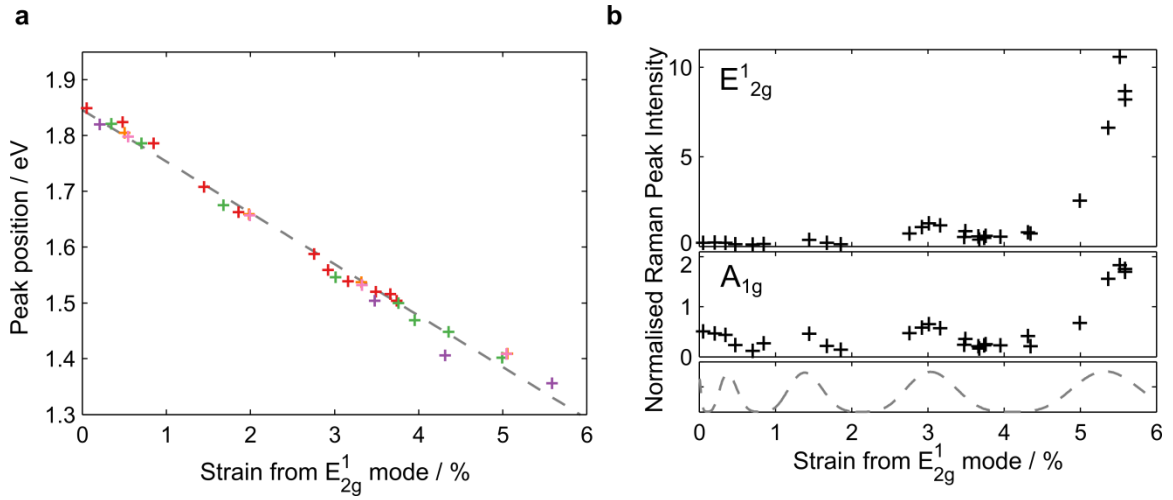 a
1.9
1.8
1.7
1.6
1.5
1.4
1.3
Peak position / eV
0 1 2 3 4 5 6
Strain from E¹₂g mode / %
b
Normalised Raman Peak Intensity
10
5
0
E¹₂g
2
1
0
A₁g
0 1 2 3 4 5 6
Strain from E¹₂g mode / %